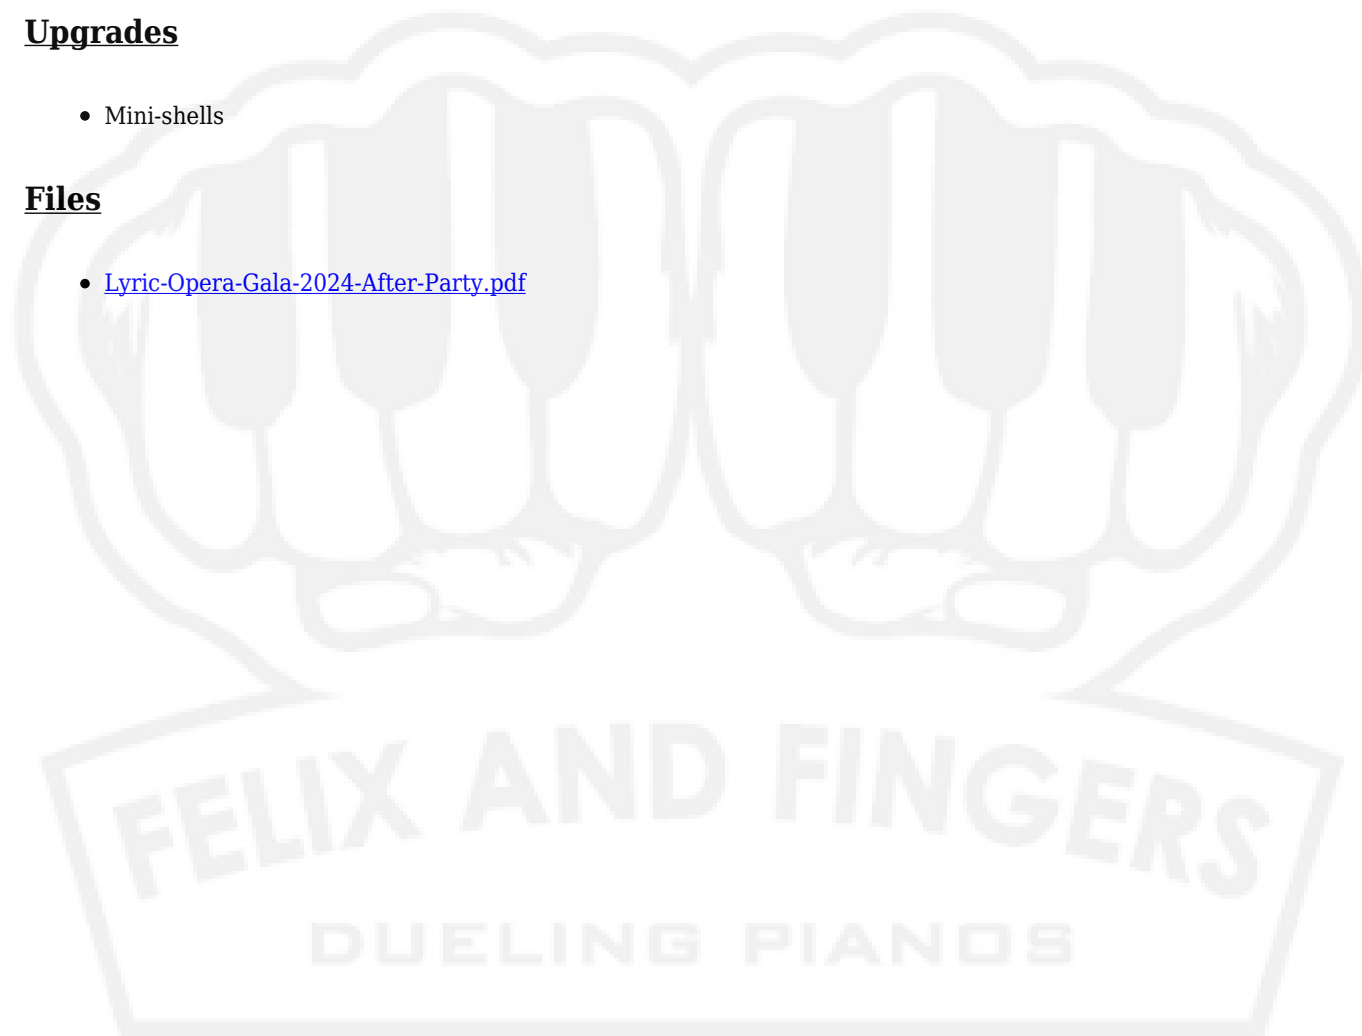 Upgrades
Mini-shells
Files
Lyric-Opera-Gala-2024-After-Party.pdf
FELIX AND FINGERS
DUELING PIANOS